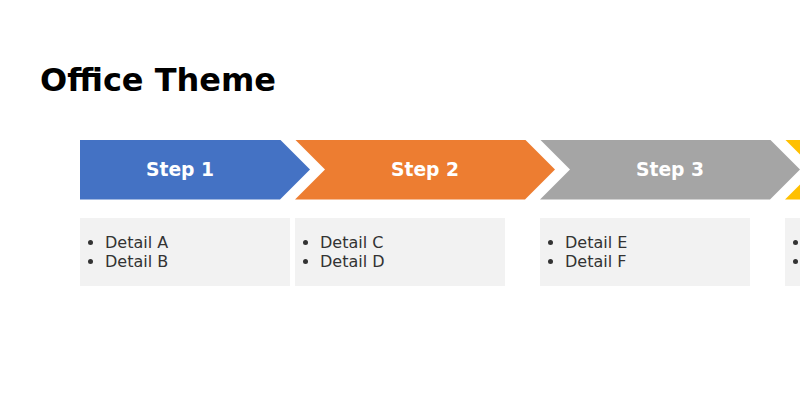 Office Theme
Step 1
Step 2
Step 3
• Detail A
• Detail B
• Detail C
• Detail D
• Detail E
• Detail F